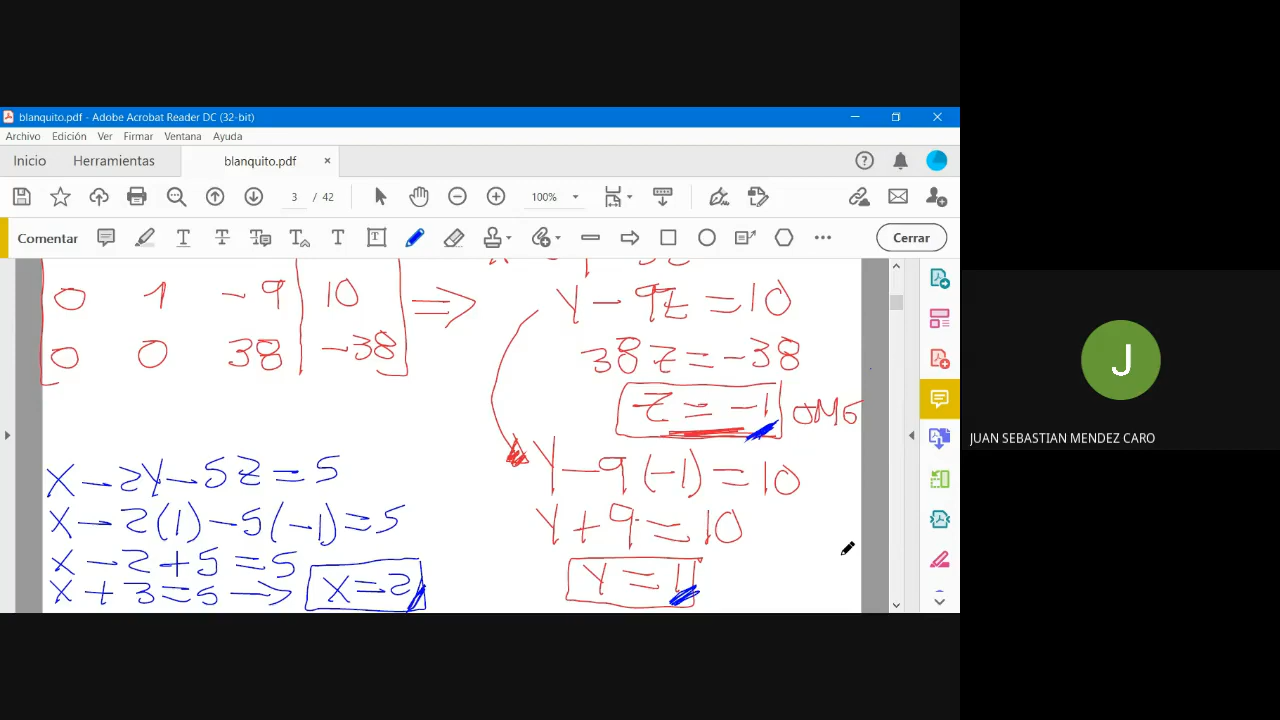 blanquito.pdf - Adobe Acrobat Reader DC (32-bit)
Archivo Edición Ver Firmar Ventana Ayuda
Inicio Herramientas blanquito.pdf ×
3 / 42 100%
Comentar Cerrar
0 1 -9 | 10 ⇒ Y - 9Z = 10
0 0 38 | -38 38Z = -38
Z = -1
Y - 9(-1) = 10
Y + 9 = 10
Y = 1
X - 2Y - 5Z = 5
X - 2(1) - 5(-1) = 5
X - 2 + 5 = 5
X + 3 = 5 → X = 2
J
JUAN SEBASTIAN MENDEZ CARO